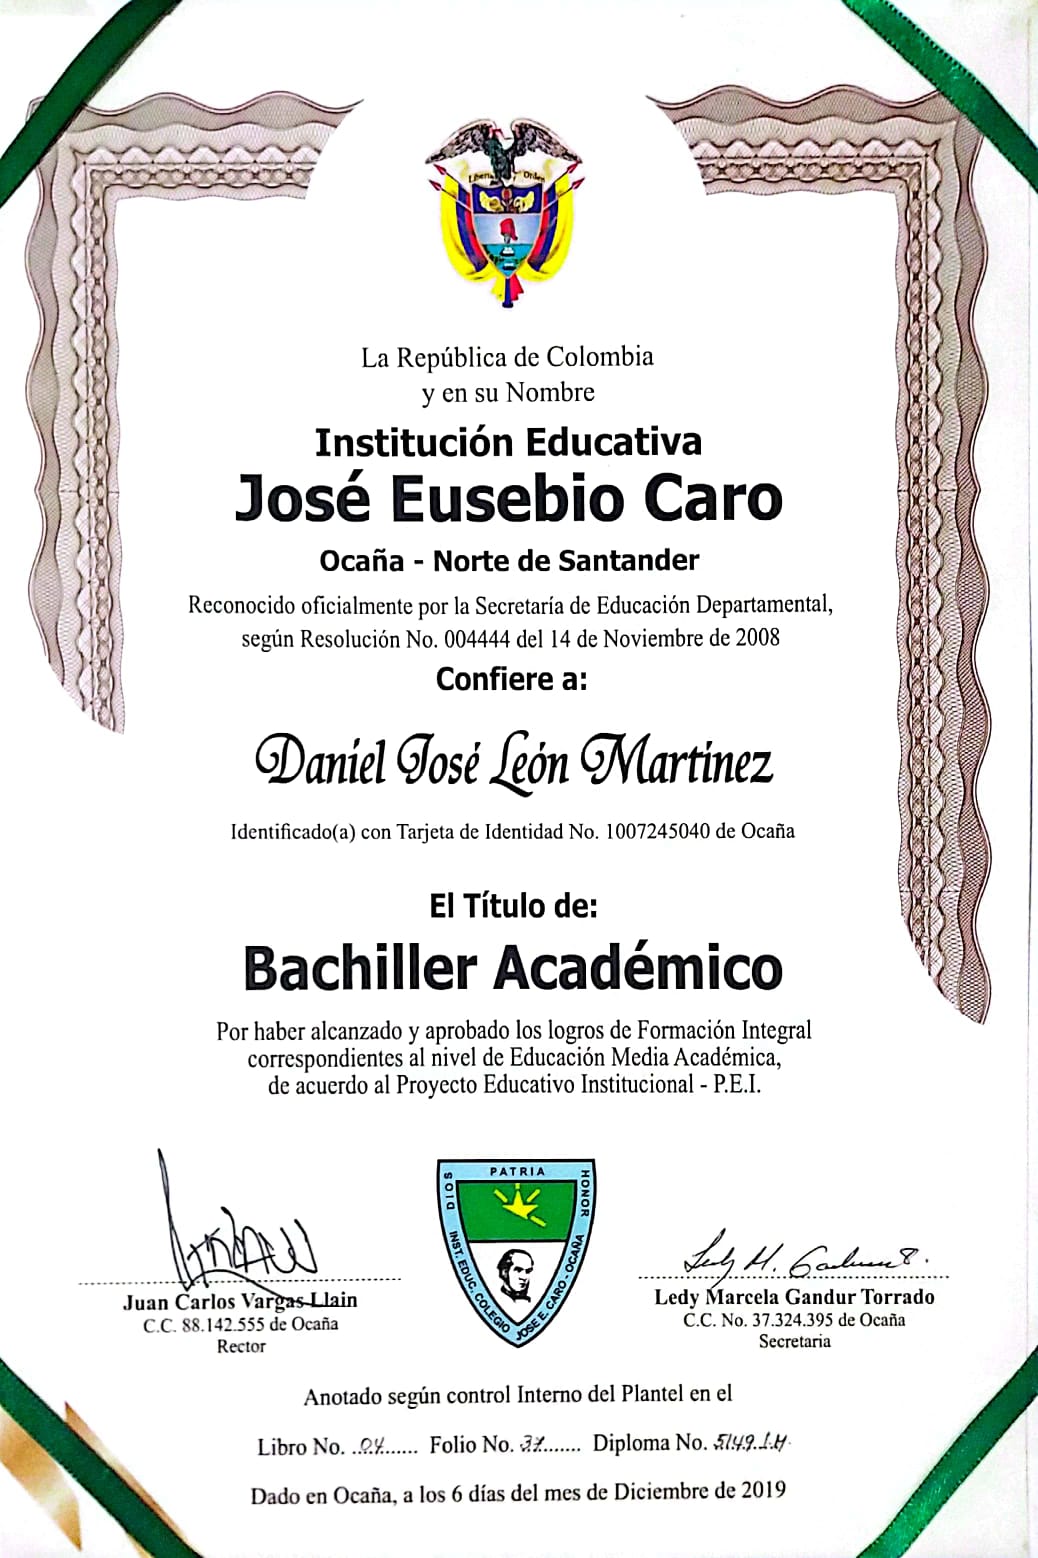 Libertad y Orden
La República de Colombia
y en su Nombre
Institución Educativa
José Eusebio Caro
Ocaña - Norte de Santander
Reconocido oficialmente por la Secretaría de Educación Departamental,
según Resolución No. 004444 del 14 de Noviembre de 2008
Confiere a:
Daniel José León Martinez
Identificado(a) con Tarjeta de Identidad No. 1007245040 de Ocaña
El Título de:
Bachiller Académico
Por haber alcanzado y aprobado los logros de Formación Integral
correspondientes al nivel de Educación Media Académica,
de acuerdo al Proyecto Educativo Institucional - P.E.I.
DIOS PATRIA HONOR
INST. EDUC. COLEGIO JOSE E. CARO - OCAÑA
Juan Carlos Vargas Llain
C.C. 88.142.555 de Ocaña
Rector
Ledy M. Gandur T.
Ledy Marcela Gandur Torrado
C.C. No. 37.324.395 de Ocaña
Secretaria
Anotado según control Interno del Plantel en el
Libro No. Folio No. Diploma No.
Dado en Ocaña, a los 6 días del mes de Diciembre de 2019